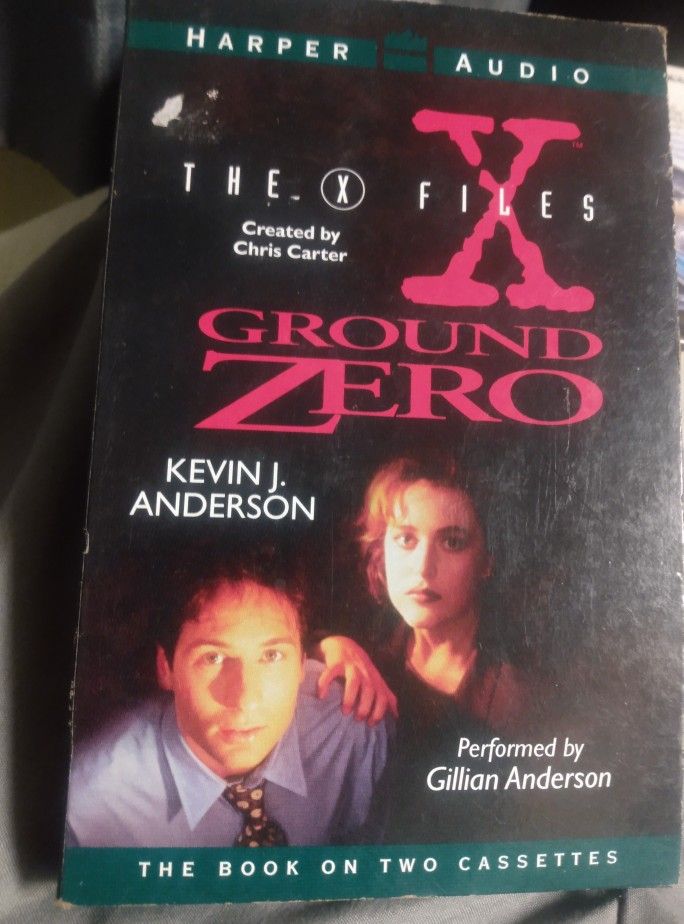 HARPER AUDIO
X™
THE X FILES
Created by
Chris Carter
GROUND
ZERO
KEVIN J.
ANDERSON
Performed by
Gillian Anderson
THE BOOK ON TWO CASSETTES